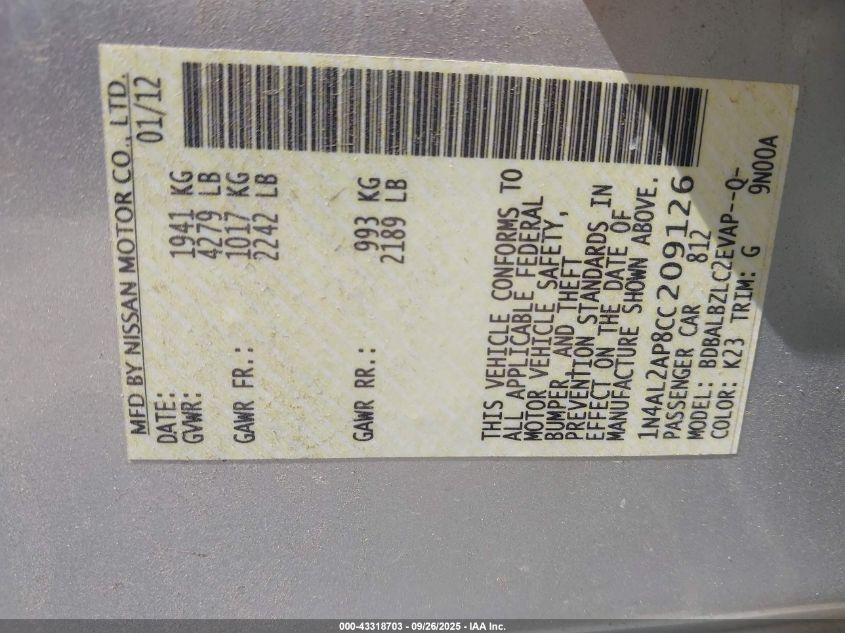 MFD BY NISSAN MOTOR CO., LTD.
DATE: 01/12
GVWR: 1941 KG
4279 LB
GAWR FR.: 1017 KG
2242 LB
GAWR RR.: 993 KG
2189 LB
THIS VEHICLE CONFORMS TO
ALL APPLICABLE FEDERAL
MOTOR VEHICLE SAFETY,
BUMPER, AND THEFT
PREVENTION STANDARDS IN
EFFECT ON THE DATE OF
MANUFACTURE SHOWN ABOVE.
1N4AL2AP8CC209126
PASSENGER CAR 812
MODEL: BDBALBZLC2EVAP--Q-
COLOR: K23 TRIM: G 9N00A
000-43318703 - 09/26/2025 - IAA Inc.